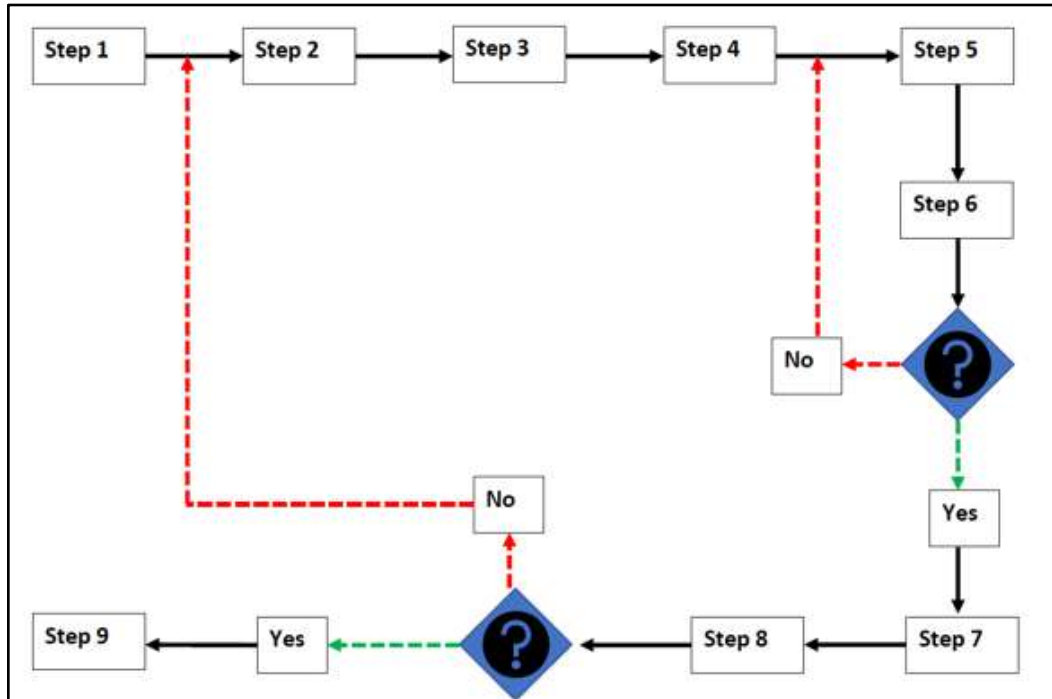 Step 1
Step 2
Step 3
Step 4
Step 5
Step 6
?
No
Yes
Step 7
Step 8
?
No
Yes
Step 9